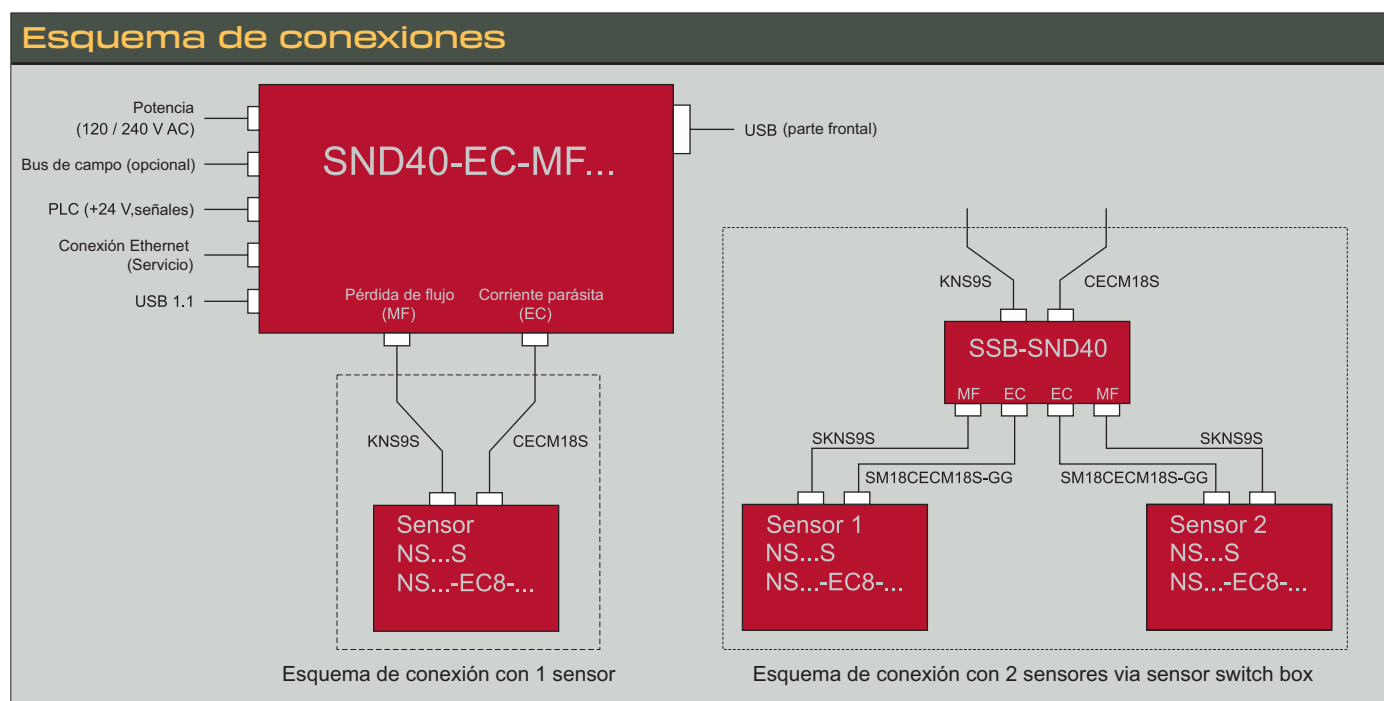 Esquema de conexiones
Potencia
(120 / 240 V AC)
Bus de campo (opcional)
PLC (+24 V,señales)
Conexión Ethernet
(Servicio)
USB 1.1
SND40-EC-MF...
USB (parte frontal)
Pérdida de flujo
(MF)
Corriente parásita
(EC)
KNS9S
CECM18S
Sensor
NS...S
NS...-EC8-...
Esquema de conexión con 1 sensor
KNS9S
CECM18S
SSB-SND40
MF EC EC MF
SKNS9S
SKNS9S
SM18CECM18S-GG
SM18CECM18S-GG
Sensor 1
NS...S
NS...-EC8-...
Sensor 2
NS...S
NS...-EC8-...
Esquema de conexión con 2 sensores via sensor switch box